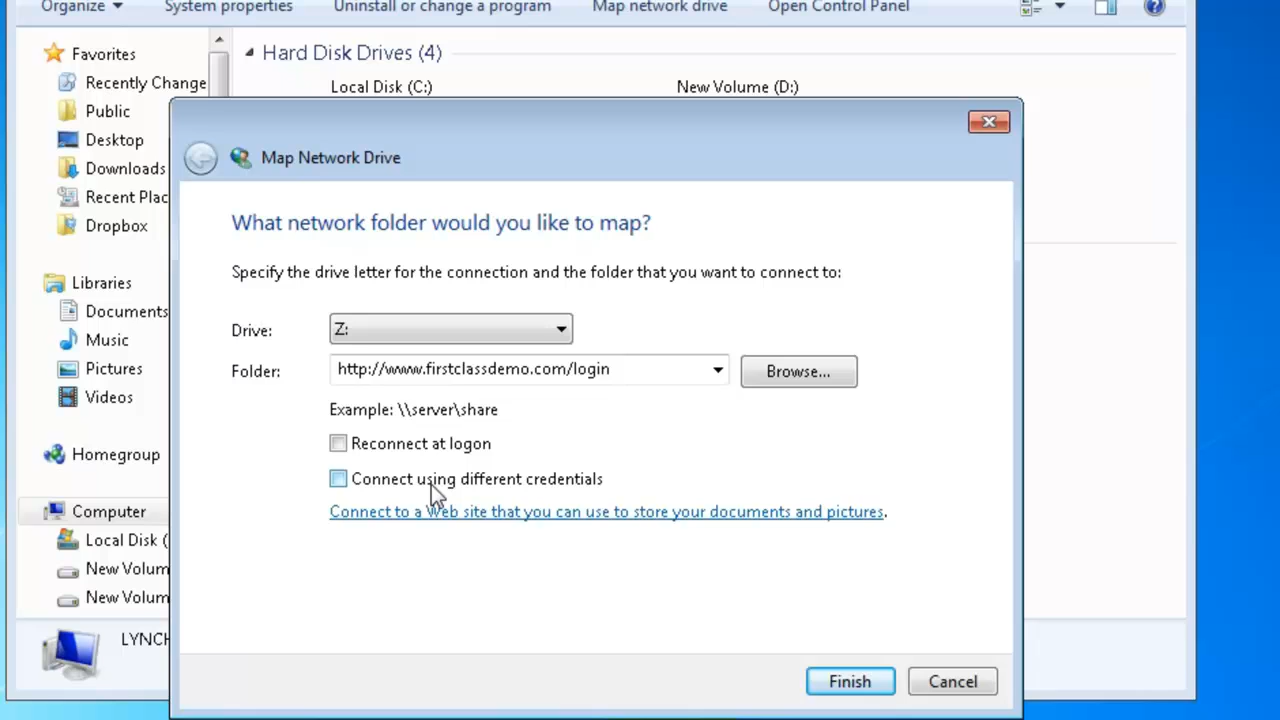 Organize System properties Uninstall or change a program Map network drive Open Control Panel
Favorites
Recently Change
Public
Desktop
Downloads
Recent Plac
Dropbox
Libraries
Documents
Music
Pictures
Videos
Homegroup
Computer
Local Disk (
New Volum
New Volum
LYNCH
Hard Disk Drives (4)
Local Disk (C:) New Volume (D:)
Map Network Drive
What network folder would you like to map?
Specify the drive letter for the connection and the folder that you want to connect to:
Drive: Z:
Folder: http://www.firstclassdemo.com/login Browse...
Example: \\server\share
Reconnect at logon
Connect using different credentials
Connect to a Web site that you can use to store your documents and pictures.
Finish Cancel